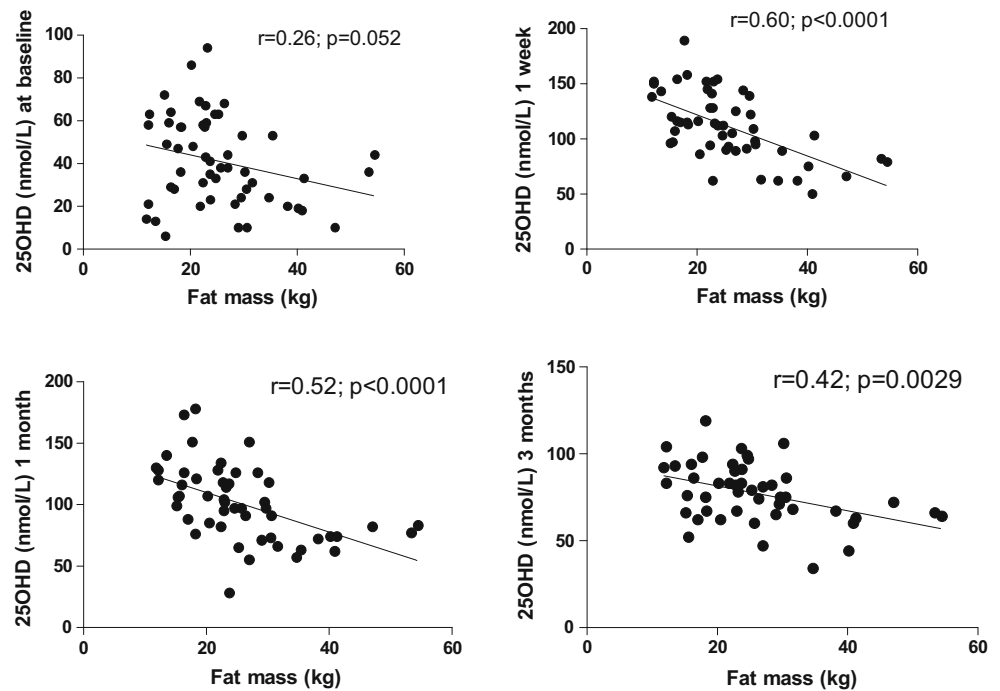 r=0.26; p=0.052
25OHD (nmol/L) at baseline
100
80
60
40
20
0
0 20 40 60
Fat mass (kg)
r=0.60; p<0.0001
25OHD (nmol/L) 1 week
200
150
100
50
0
0 20 40 60
Fat mass (kg)
r=0.52; p<0.0001
25OHD (nmol/L) 1 month
200
150
100
50
0
0 20 40 60
Fat mass (kg)
r=0.42; p=0.0029
25OHD (nmol/L) 3 months
150
100
50
0
0 20 40 60
Fat mass (kg)